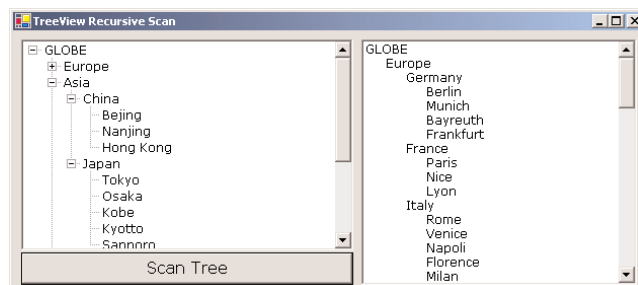 TreeView Recursive Scan
GLOBE
Europe
Asia
China
Bejing
Nanjing
Hong Kong
Japan
Tokyo
Osaka
Kobe
Kyotto
Sannoro
Scan Tree
GLOBE
Europe
Germany
Berlin
Munich
Bayreuth
Frankfurt
France
Paris
Nice
Lyon
Italy
Rome
Venice
Napoli
Florence
Milan